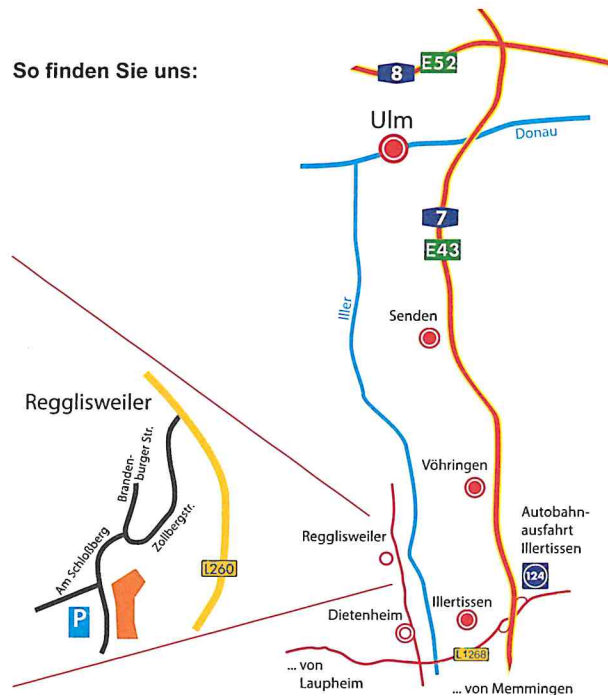 So finden Sie uns:
8
E52
Ulm
Donau
7
E43
Iller
Senden
Regglisweiler
Branden-
burger Str.
Zollbergstr.
Am Schloßberg
L260
P
Vöhringen
Autobahn-
ausfahrt
Illertissen
124
Regglisweiler
Dietenheim
Illertissen
L1268
... von
Laupheim
... von Memmingen